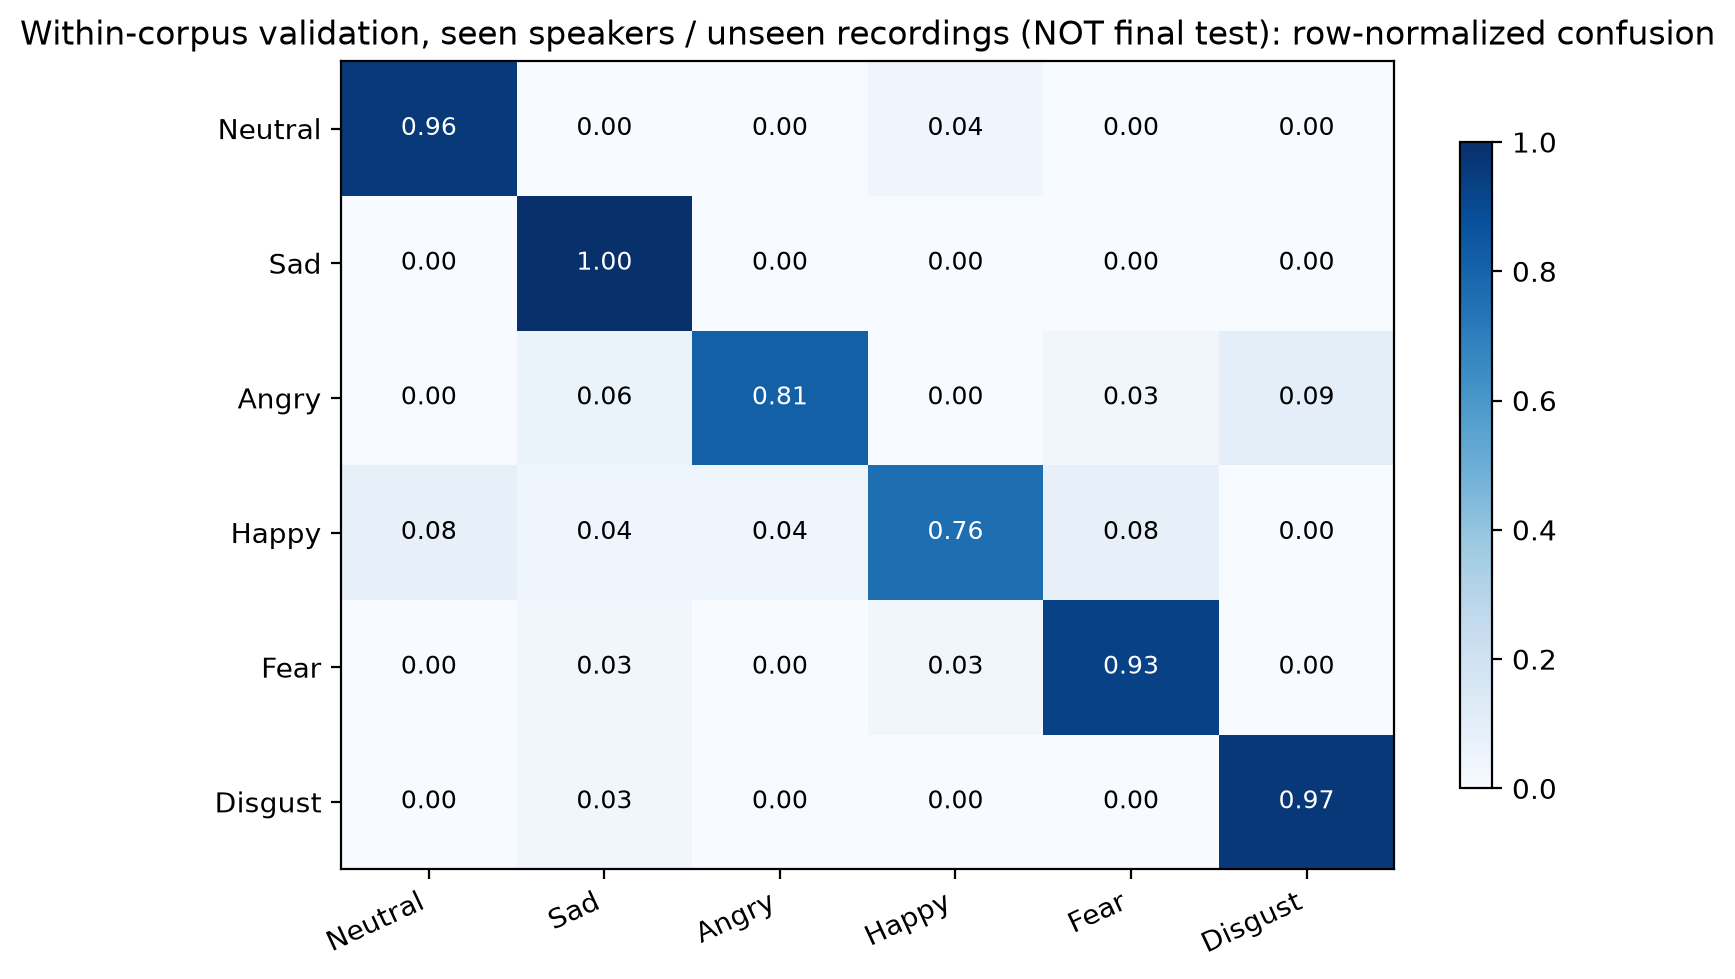 Within-corpus validation, seen speakers / unseen recordings (NOT final test): row-normalized confusion
Neutral 0.96 0.00 0.00 0.04 0.00 0.00
Sad 0.00 1.00 0.00 0.00 0.00 0.00
Angry 0.00 0.06 0.81 0.00 0.03 0.09
Happy 0.08 0.04 0.04 0.76 0.08 0.00
Fear 0.00 0.03 0.00 0.03 0.93 0.00
Disgust 0.00 0.03 0.00 0.00 0.00 0.97
Neutral Sad Angry Happy Fear Disgust
1.0
0.8
0.6
0.4
0.2
0.0